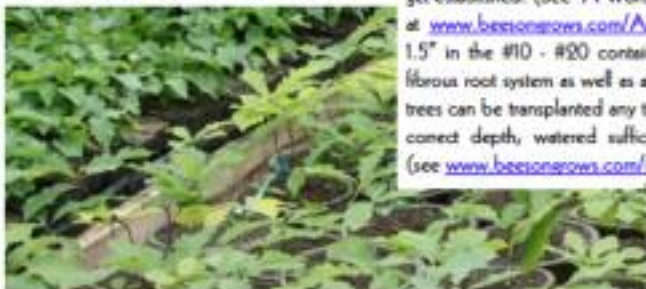 at www.beesongrows.com/A
1.5" in the #10 - #20 contai
fibrous root system as well as a
trees can be transplanted any t
correct depth, watered suffic
(see www.beesongrows.com/